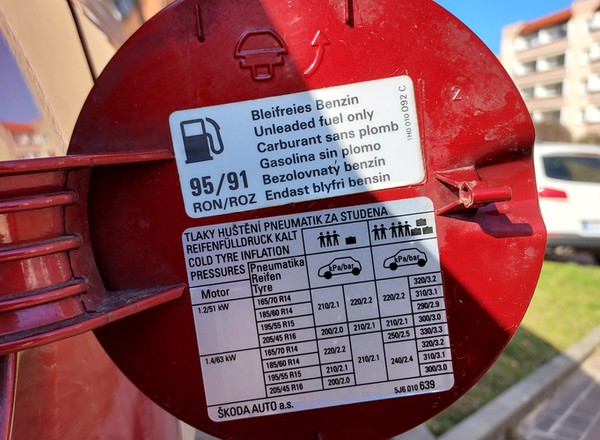 Bleifreies Benzin
Unleaded fuel only
Carburant sans plomb
Gasolina sin plomo
Bezolovnatý benzín
Endast blyfri bensin
95/91
RON/ROZ
1H0 010 092 C
TLAKY HUŠTĚNÍ PNEUMATIK ZA STUDENA
REIFENFÜLLDRUCK KALT
COLD TYRE INFLATION
PRESSURES
Pneumatika
Reifen
Tyre
kPa/bar kPa/bar
Motor
1.2/51 kW
165/70 R14 210/2.1 220/2.2 220/2.2 320/3.2
185/60 R14 310/3.1
195/55 R15 210/2.1 290/2.9
205/45 R16 200/2.0 210/2.1 300/3.0
1.4/63 kW
165/70 R14 220/2.2 210/2.1 250/2.5 330/3.3
185/60 R14 240/2.4 320/3.2
195/55 R15 210/2.1 310/3.1
205/45 R16 200/2.0 300/3.0
ŠKODA AUTO a.s.
5J6 010 639